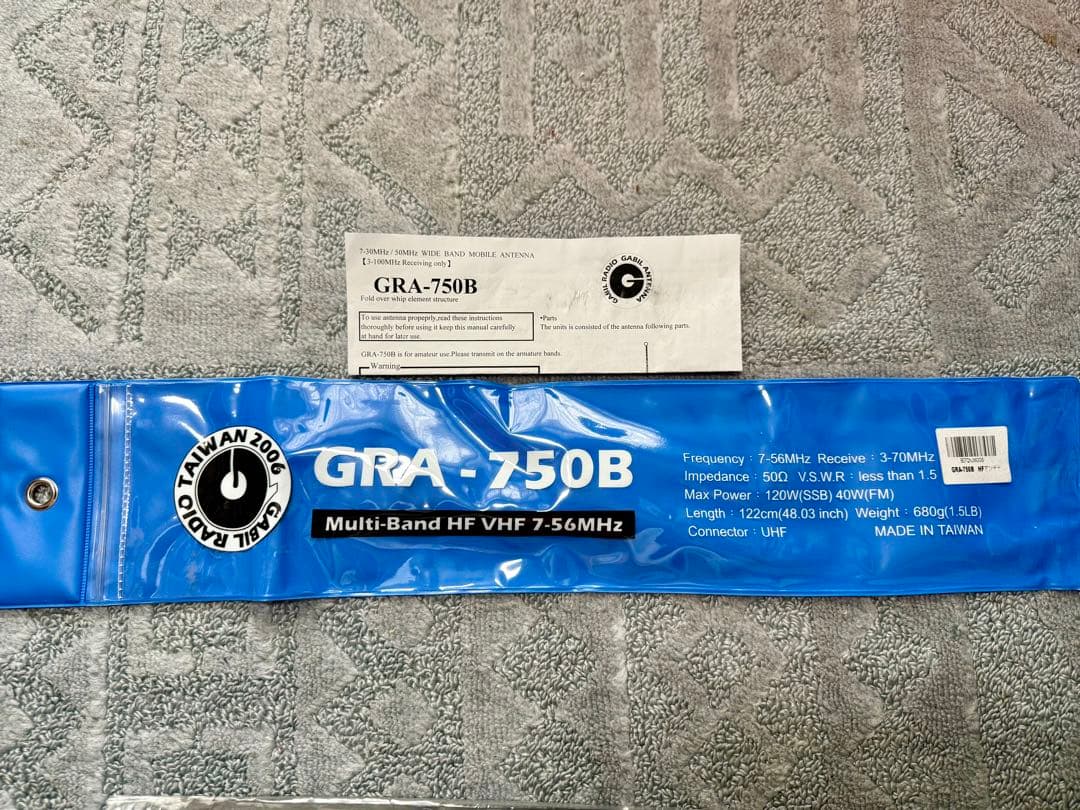 7-30MHz / 50MHz WIDE BAND MOBILE ANTENNA
【3-100MHz Receiving only】
GRA-750B
Fold over whip element structure
To use antenna propeprly,read these instructions
thoroughly before using it keep this manual carefully
at hand for later use.
GRA-750B is for amateur use.Please transmit on the armature bands.
Warning
GABIL RADIO GABIL ANTENNA
•Parts
The units is consisted of the antenna following parts.
GABIL RADIO TAIWAN 2006
GRA - 750B
Multi-Band HF VHF 7-56MHz
Frequency : 7-56MHz Receive : 3-70MHz
Impedance : 50Ω V.S.W.R : less than 1.5
Max Power : 120W(SSB) 40W(FM)
Length : 122cm(48.03 inch) Weight : 680g(1.5LB)
Connector : UHF MADE IN TAIWAN
GRA-750B